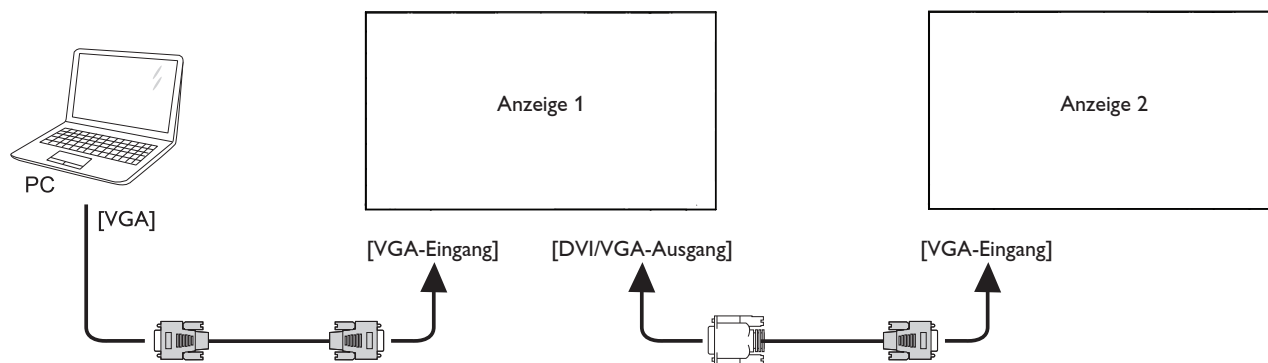 Anzeige 1
Anzeige 2
PC
[VGA]
[VGA-Eingang]
[DVI/VGA-Ausgang]
[VGA-Eingang]